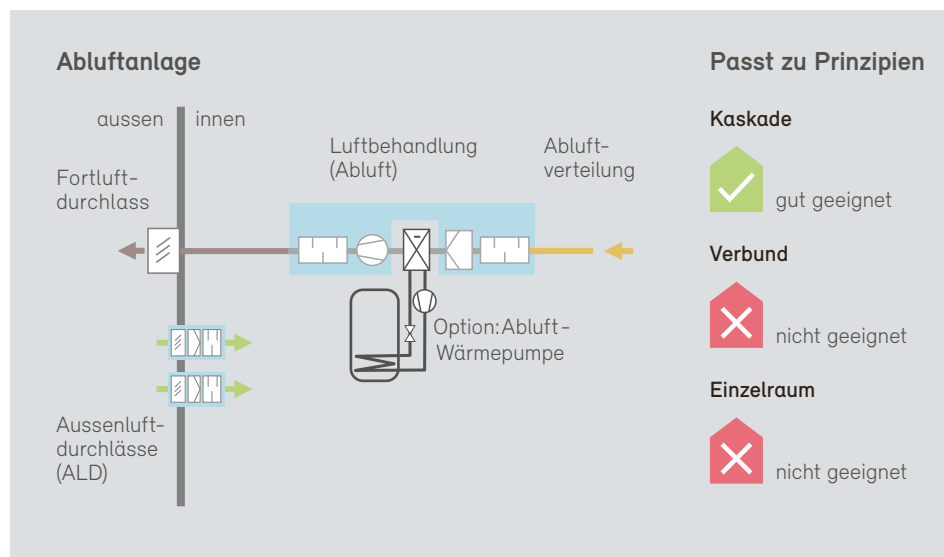 Abluftanlage
aussen
innen
Fortluft-
durchlass
Luftbehandlung
(Abluft)
Abluft-
verteilung
Option: Abluft-
Wärmepumpe
Aussenluft-
durchlässe
(ALD)
Passt zu Prinzipien
Kaskade
gut geeignet
Verbund
nicht geeignet
Einzelraum
nicht geeignet